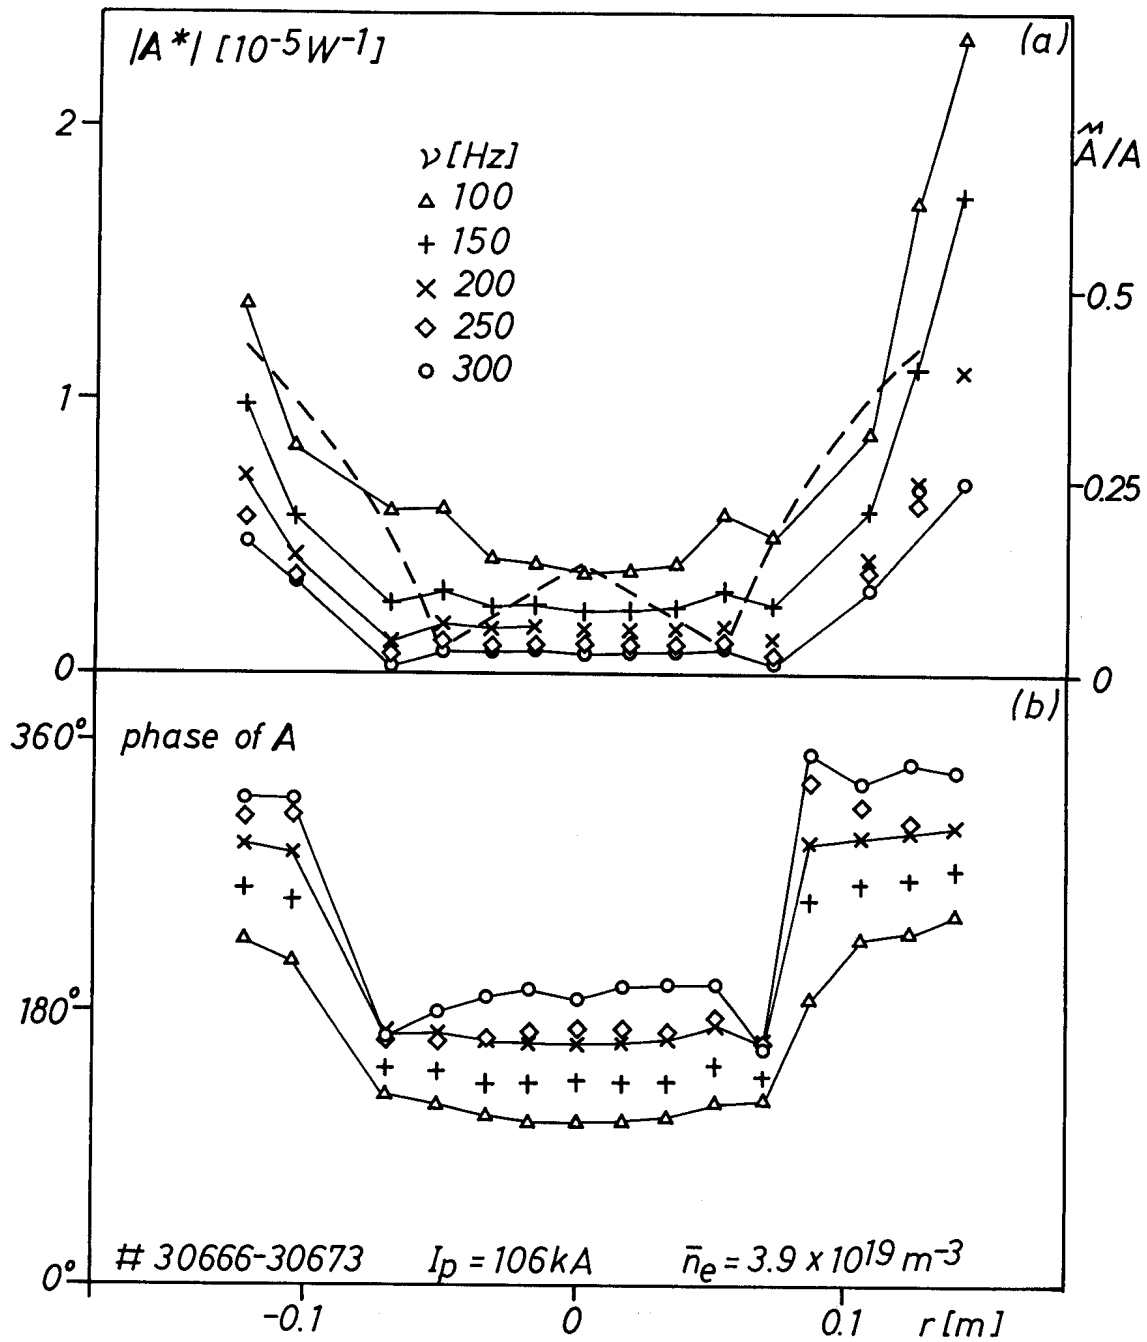 |A*| [10⁻⁵W⁻¹]
(a)
2
Ã/A
ν [Hz]
100
150
200
250
300
0.5
1
0.25
0
0
(b)
360°
phase of A
180°
# 30666-30673 Ip = 106kA n̄e = 3.9 x 10¹⁹ m⁻³
0°
-0.1 0 0.1 r [m]